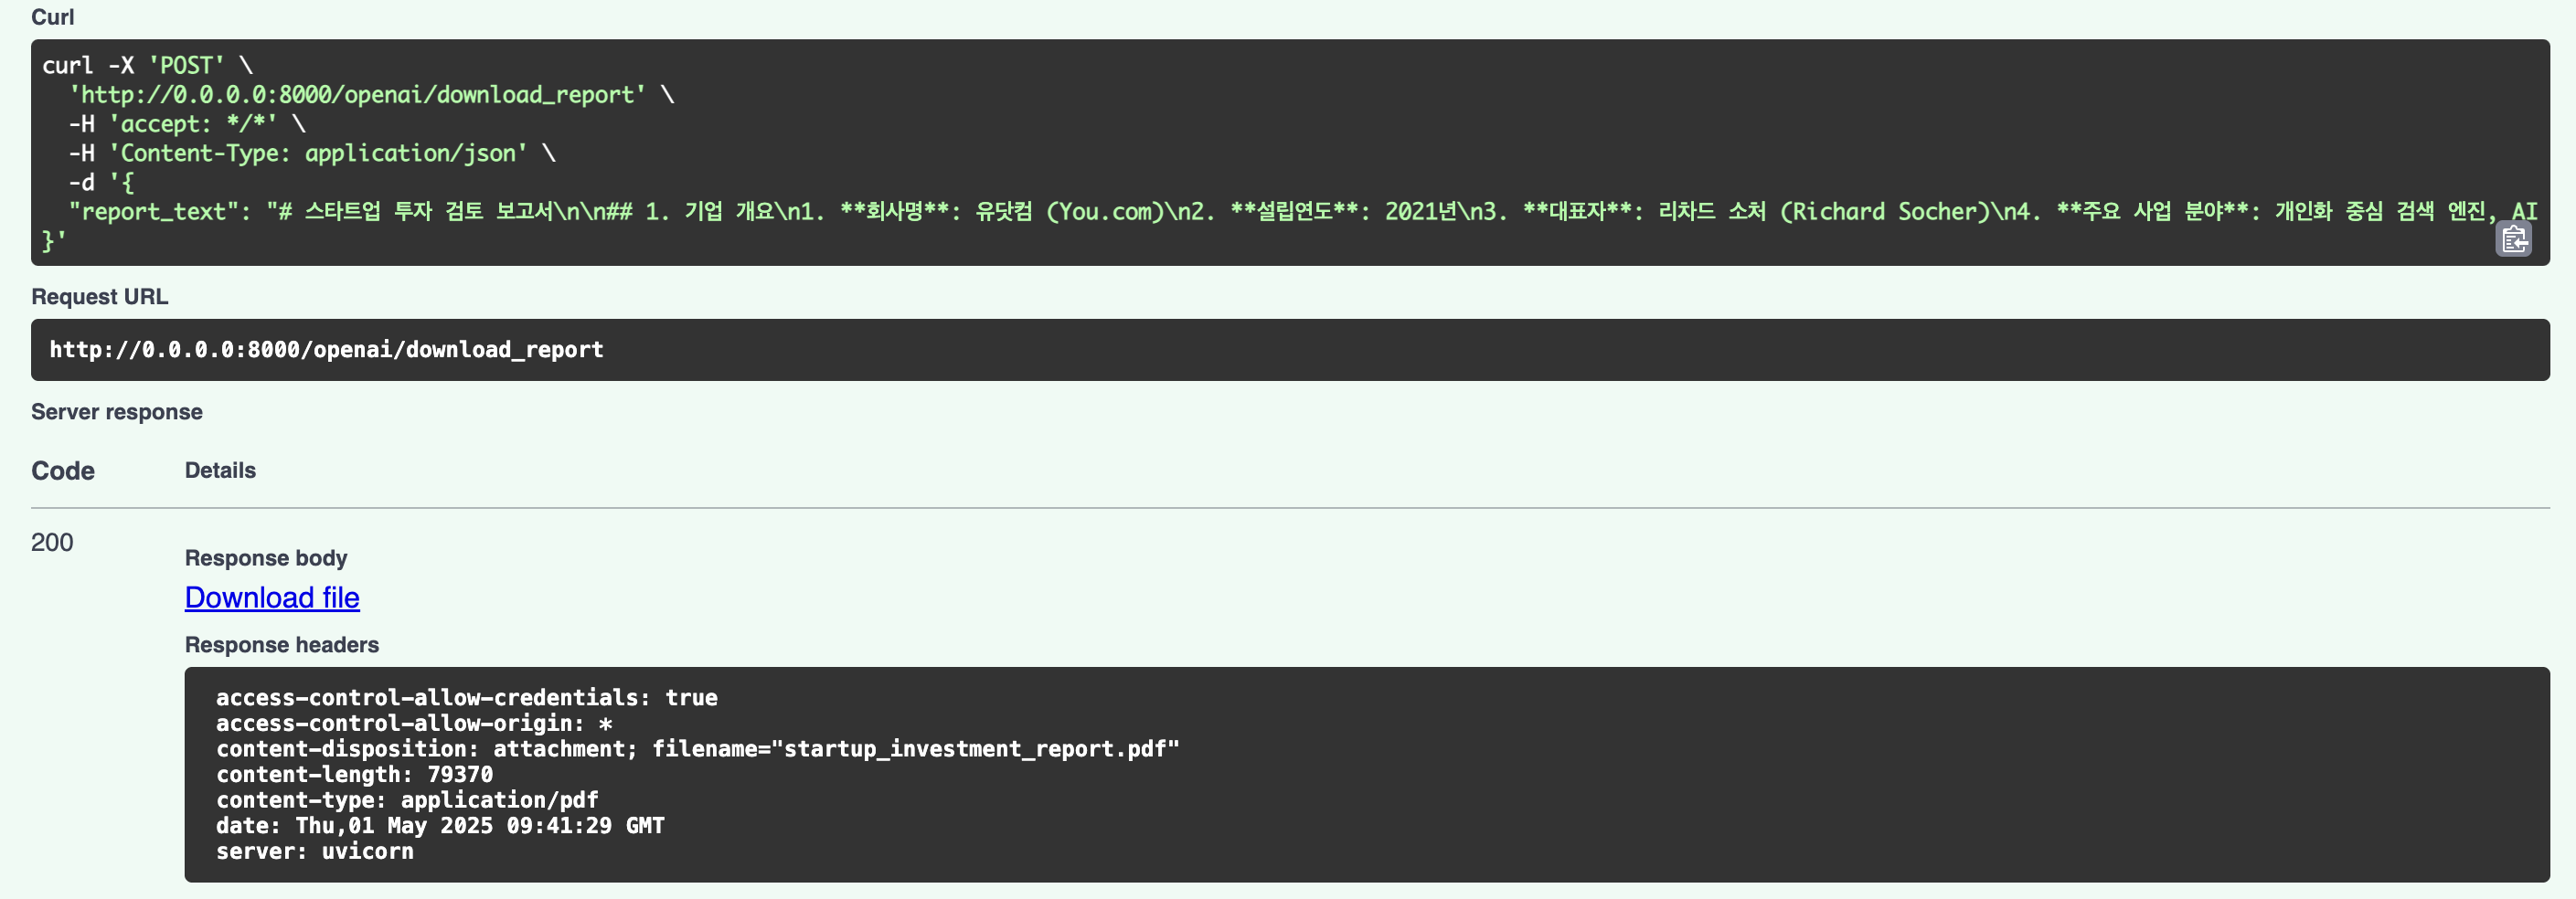 Curl
curl -X 'POST' \
'http://0.0.0.0:8000/openai/download_report' \
-H 'accept: */*' \
-H 'Content-Type: application/json' \
-d '{
"report_text": "# 스타트업 투자 검토 보고서\n\n## 1. 기업 개요\n1. **회사명**: 유닷컴 (You.com)\n2. **설립연도**: 2021년\n3. **대표자**: 리차드 소처 (Richard Socher)\n4. **주요 사업 분야**: 개인화 중심 검색 엔진, AI
}'
Request URL
http://0.0.0.0:8000/openai/download_report
Server response
Code Details
200
Response body
Download file
Response headers
access-control-allow-credentials: true
access-control-allow-origin: *
content-disposition: attachment; filename="startup_investment_report.pdf"
content-length: 79370
content-type: application/pdf
date: Thu,01 May 2025 09:41:29 GMT
server: uvicorn